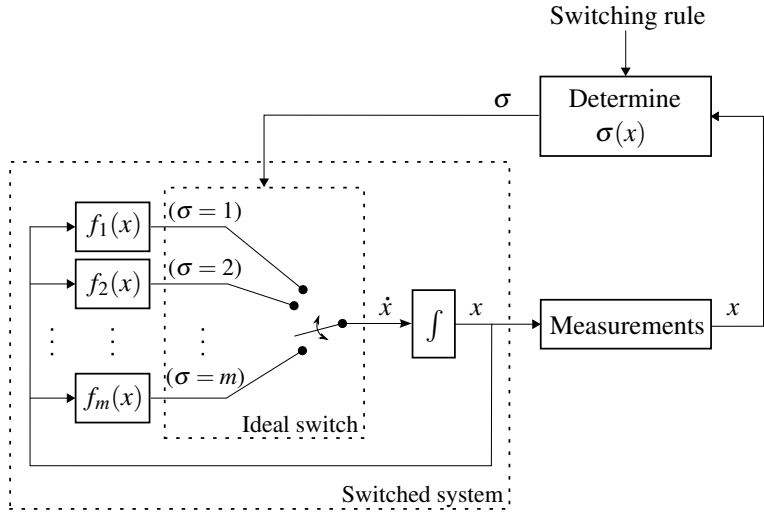 Switching rule
σ
Determine
σ(x)
f₁(x)
(σ = 1)
f₂(x)
(σ = 2)
ẋ
∫
x
Measurements
x
⋮
⋮
⋮
fₘ(x)
(σ = m)
Ideal switch
Switched system